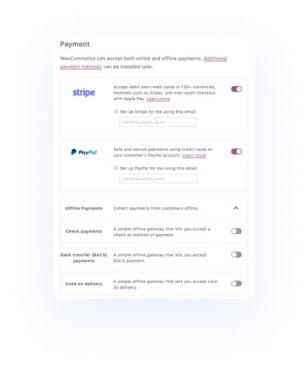 Payment
WooCommerce can accept both online and offline payments. Additional
payment methods can be installed later.
stripe
Accept debit and credit cards in 135+ currencies,
methods such as Alipay, and one-touch checkout
with Apple Pay. Learn more.
Set up Stripe for me using this email:
PayPal
Safe and secure payments using credit cards or
your customer's PayPal account. Learn more.
Set up PayPal for me using this email:
Offline Payments
Collect payments from customers offline.
Check payments
A simple offline gateway that lets you accept a
check as method of payment.
Bank transfer (BACS)
payments
A simple offline gateway that lets you accept
BACS payment.
Cash on delivery
A simple offline gateway that lets you accept cash
on delivery.